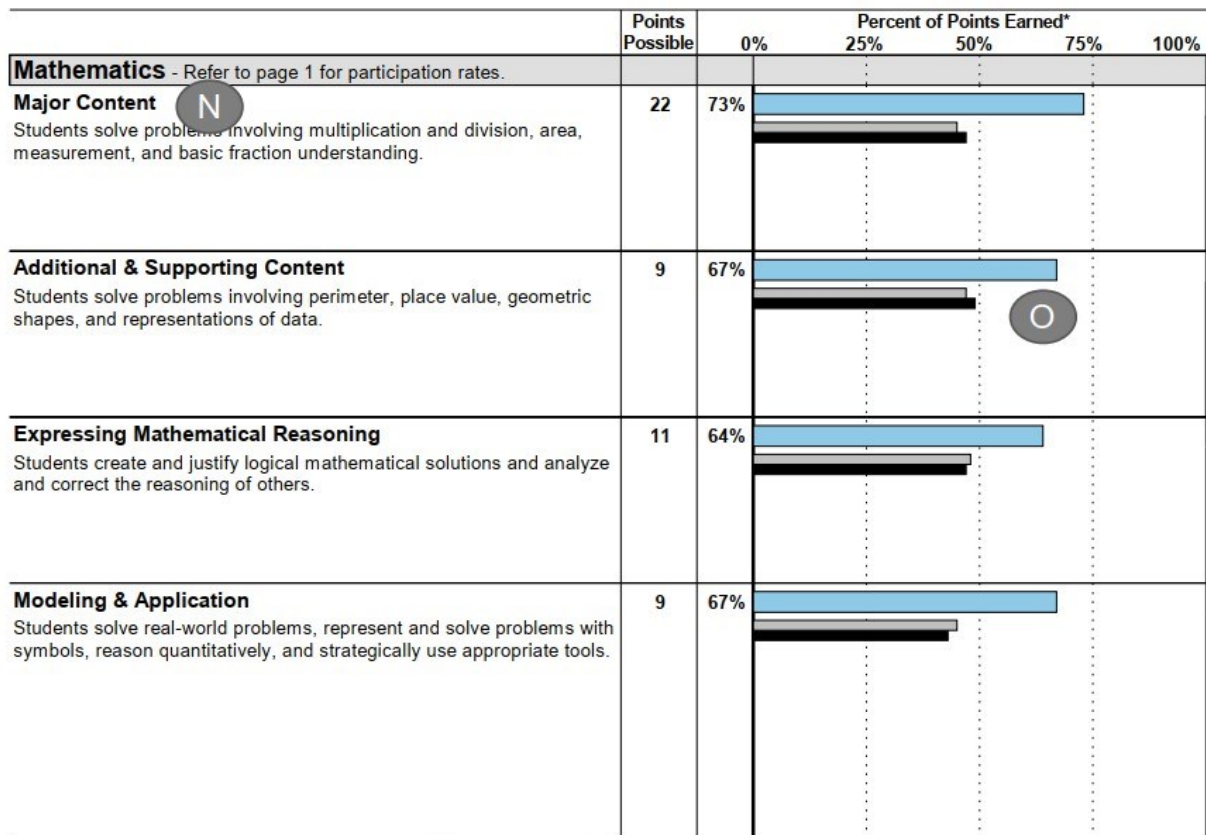 Points Possible
Percent of Points Earned*
0% 25% 50% 75% 100%
Mathematics - Refer to page 1 for participation rates.
Major Content N 22 73%
Students solve problems involving multiplication and division, area,
measurement, and basic fraction understanding.
Additional & Supporting Content 9 67%
Students solve problems involving perimeter, place value, geometric
shapes, and representations of data.
O
Expressing Mathematical Reasoning 11 64%
Students create and justify logical mathematical solutions and analyze
and correct the reasoning of others.
Modeling & Application 9 67%
Students solve real-world problems, represent and solve problems with
symbols, reason quantitatively, and strategically use appropriate tools.